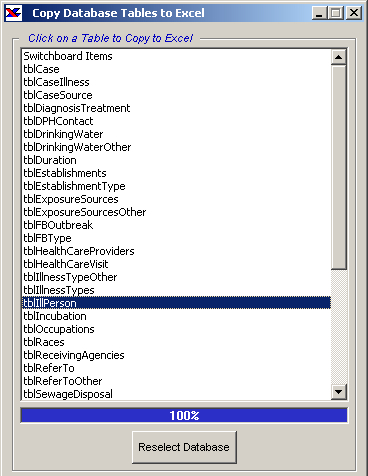 Copy Database Tables to Excel
Click on a Table to Copy to Excel
Switchboard Items
tblCase
tblCaseIllness
tblCaseSource
tblDiagnosisTreatment
tblDPHContact
tblDrinkingWater
tblDrinkingWaterOther
tblDuration
tblEstablishments
tblEstablishmentType
tblExposureSources
tblExposureSourcesOther
tblFBOutbreak
tblFBType
tblHealthCareProviders
tblHealthCareVisit
tblIllnessTypeOther
tblIllnessTypes
tblIllPerson
tblIncubation
tblOccupations
tblRaces
tblReceivingAgencies
tblReferTo
tblReferToOther
tblSewageDisposal
100%
Reselect Database